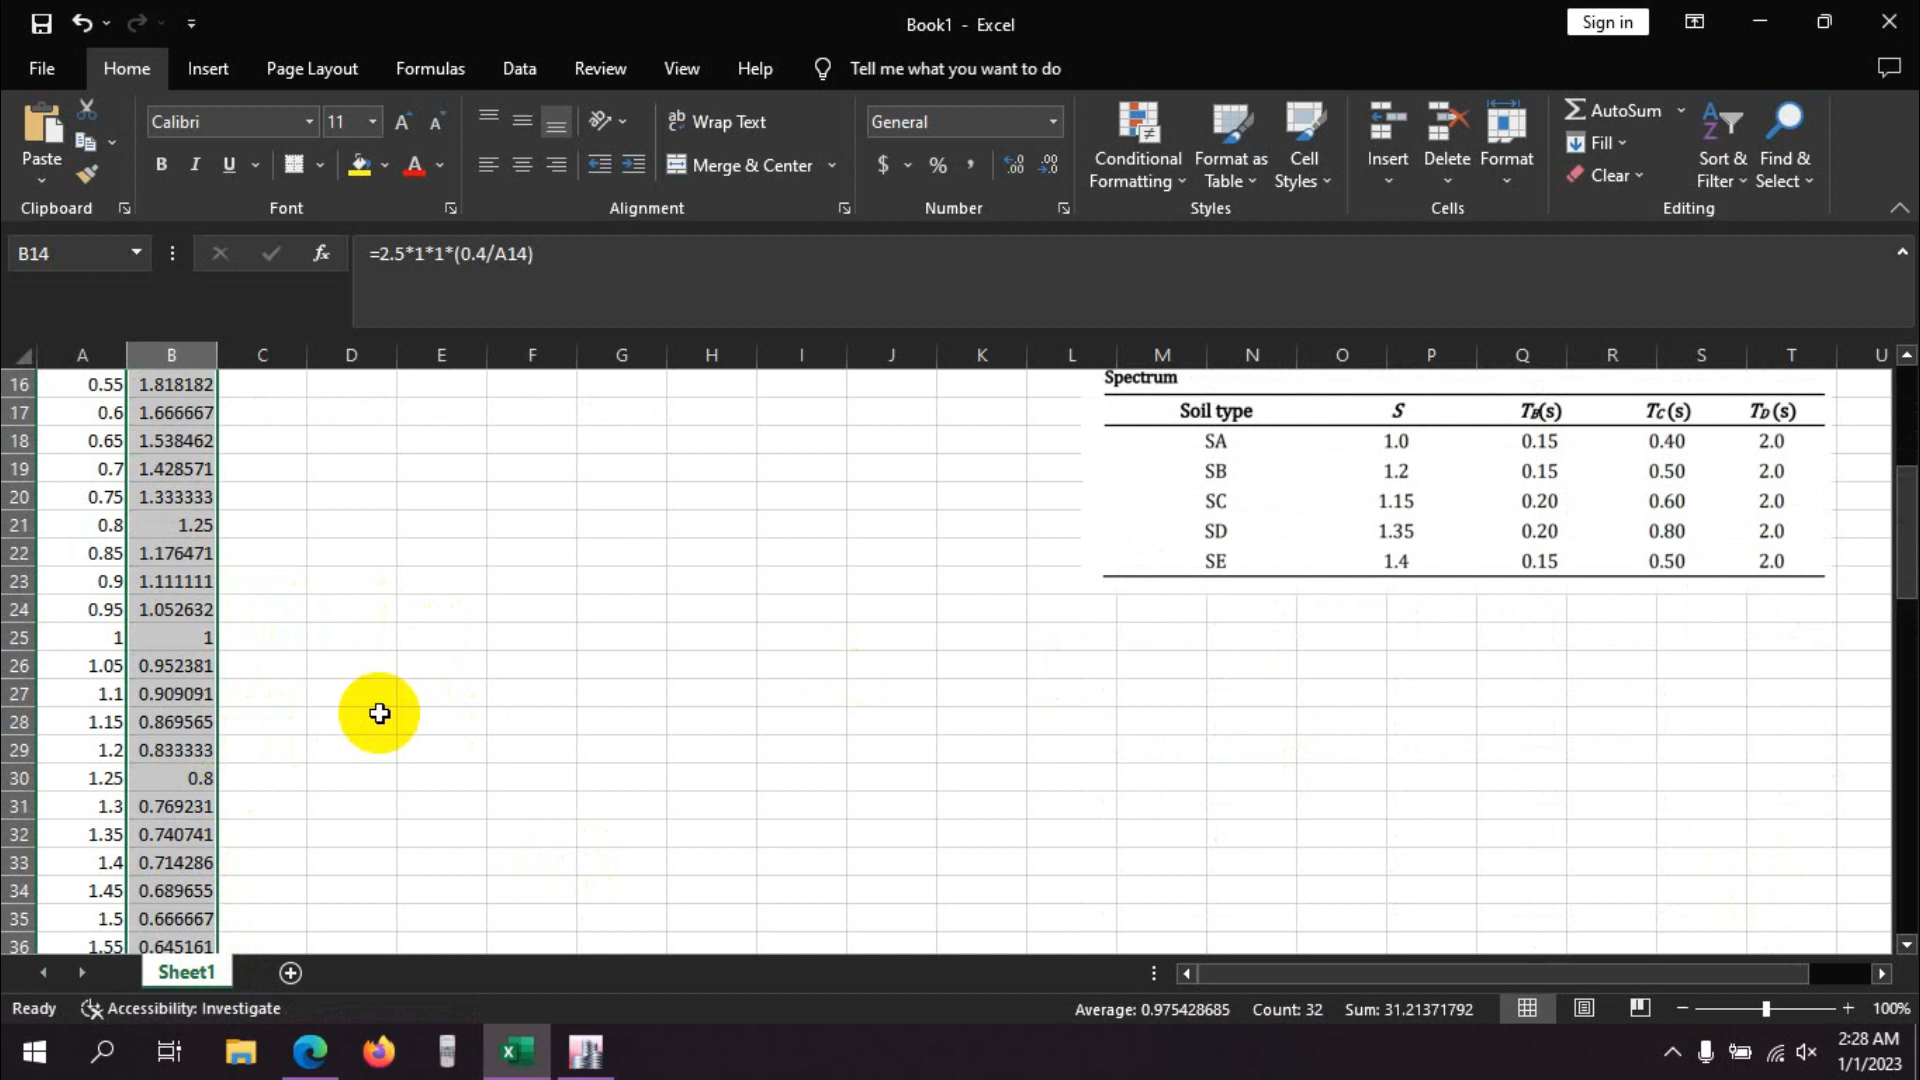 Book1 - Excel
Sign in
File Home Insert Page Layout Formulas Data Review View Help Tell me what you want to do
Paste
Clipboard
Calibri 11
B I U
Font
Wrap Text
Merge & Center
Alignment
General
$ % ,
Number
Conditional Formatting
Format as Table
Cell Styles
Styles
Insert
Delete
Format
Cells
AutoSum
Fill
Clear
Sort & Filter
Find & Select
Editing
B14 fx =2.5*1*1*(0.4/A14)
A B C D E F G H I J K L M N O P Q R S T U
16 0.55 1.818182
17 0.6 1.666667
18 0.65 1.538462
19 0.7 1.428571
20 0.75 1.333333
21 0.8 1.25
22 0.85 1.176471
23 0.9 1.111111
24 0.95 1.052632
25 1 1
26 1.05 0.952381
27 1.1 0.909091
28 1.15 0.869565
29 1.2 0.833333
30 1.25 0.8
31 1.3 0.769231
32 1.35 0.740741
33 1.4 0.714286
34 1.45 0.689655
35 1.5 0.666667
36 1.55 0.645161
Spectrum
Soil type S TB(s) TC (s) TD (s)
SA 1.0 0.15 0.40 2.0
SB 1.2 0.15 0.50 2.0
SC 1.15 0.20 0.60 2.0
SD 1.35 0.20 0.80 2.0
SE 1.4 0.15 0.50 2.0
Sheet1
Ready Accessibility: Investigate Average: 0.975428685 Count: 32 Sum: 31.21371792 100%
2:28 AM
1/1/2023